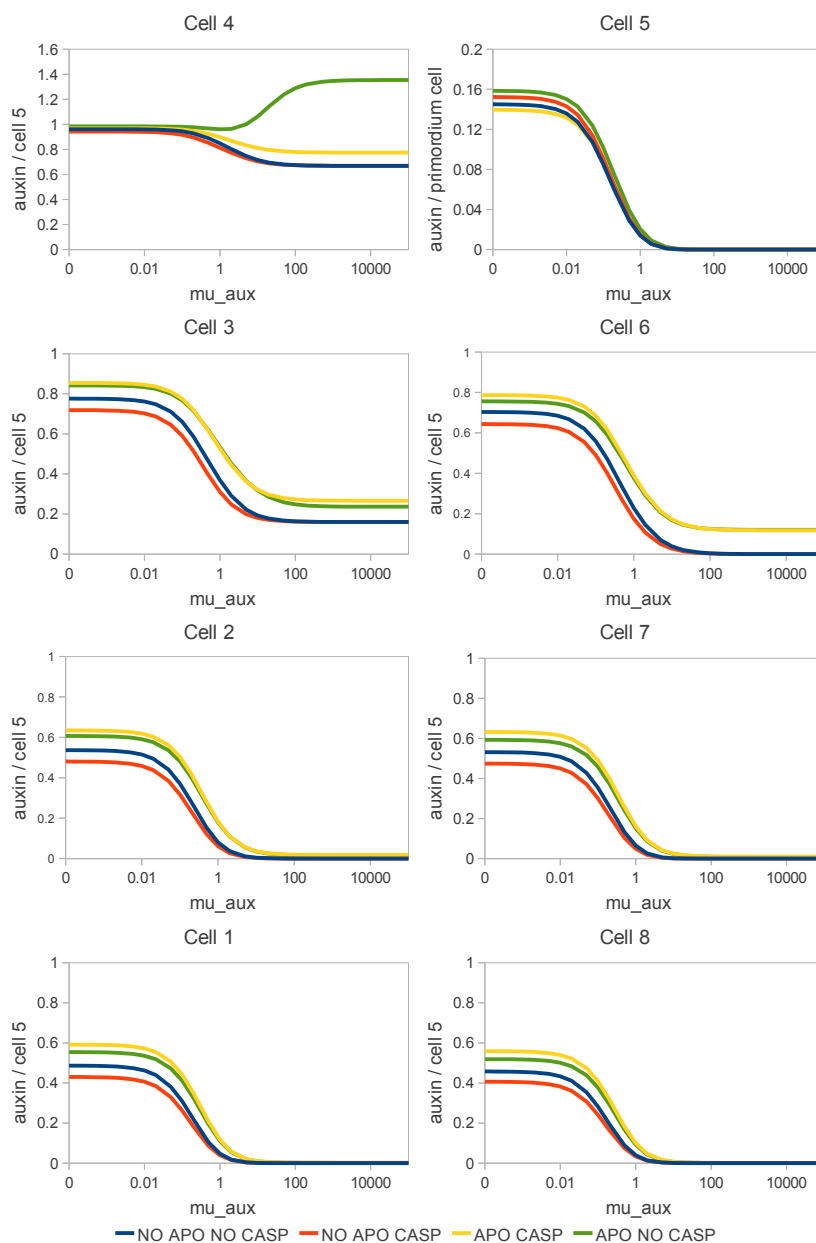 Cell 4
1.6
1.4
1.2
1
0.8
0.6
0.4
0.2
0
auxin / cell 5
0 0.01 1 100 10000
mu_aux
Cell 5
0.2
0.16
0.12
0.08
0.04
0
auxin / primordium cell
0 0.01 1 100 10000
mu_aux
Cell 3
1
0.8
0.6
0.4
0.2
0
auxin / cell 5
0 0.01 1 100 10000
mu_aux
Cell 6
1
0.8
0.6
0.4
0.2
0
auxin / cell 5
0 0.01 1 100 10000
mu_aux
Cell 2
1
0.8
0.6
0.4
0.2
0
auxin / cell 5
0 0.01 1 100 10000
mu_aux
Cell 7
1
0.8
0.6
0.4
0.2
0
auxin / cell 5
0 0.01 1 100 10000
mu_aux
Cell 1
1
0.8
0.6
0.4
0.2
0
auxin / cell 5
0 0.01 1 100 10000
mu_aux
Cell 8
1
0.8
0.6
0.4
0.2
0
auxin / cell 5
0 0.01 1 100 10000
mu_aux
NO APO NO CASP NO APO CASP APO CASP APO NO CASP